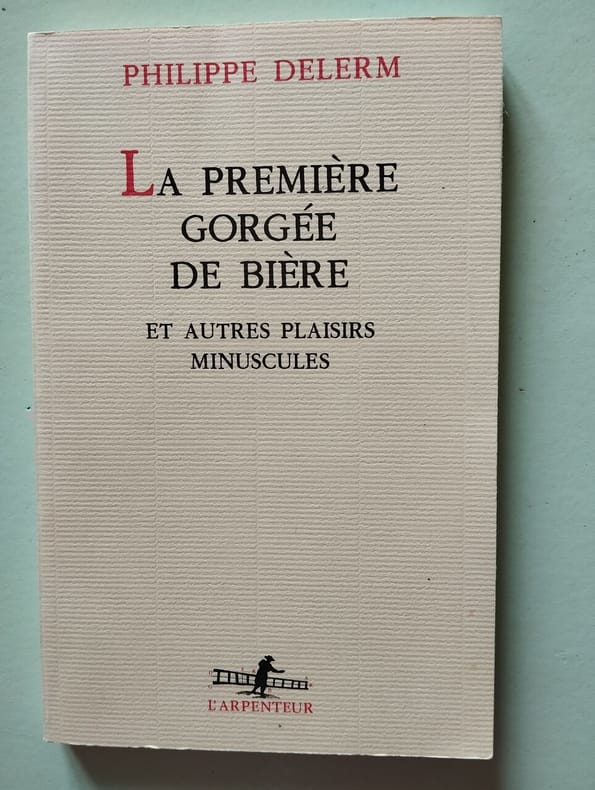 PHILIPPE DELERM
LA PREMIÈRE
GORGÉE
DE BIÈRE
ET AUTRES PLAISIRS
MINUSCULES
L'ARPENTEUR